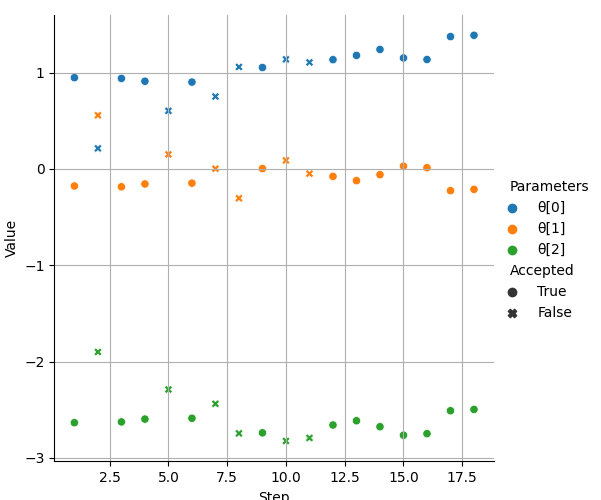 1
0
−1
−2
−3
Value
2.5 5.0 7.5 10.0 12.5 15.0 17.5
Step
Parameters
θ[0]
θ[1]
θ[2]
Accepted
True
False